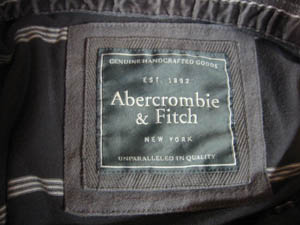 GENUINE HANDCRAFTED GOODS
EST. 1892
Abercrombie
& Fitch
NEW YORK
UNPARALLELED IN QUALITY